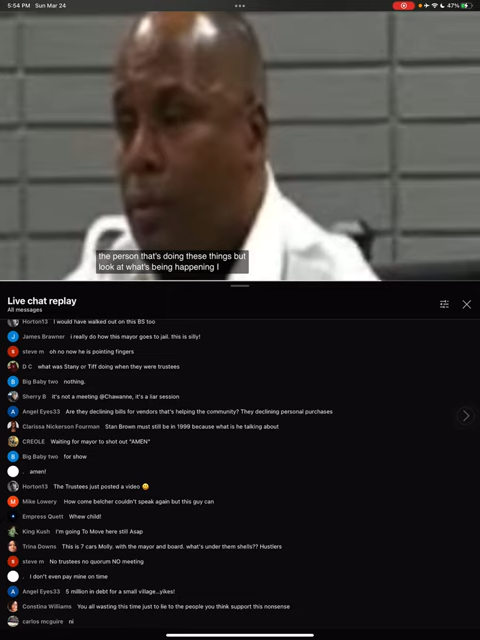 5:54 PM Sun Mar 24
47%
the person that's doing these things but
look at what's being happening I
Live chat replay
All messages
Horton13 I would have walked out on this BS too
James Brawner i really do how this mayor goes to jail. this is silly!
steve m oh no now he is pointing fingers
D C what was Stany or Tiff doing when they were trustees
Big Baby two nothing.
Sherry B it's not a meeting @Chawanne, it's a liar session
Angel Eyes33 Are they declining bills for vendors that's helping the community? They declining personal purchases
Clarissa Nickerson Fourman Stan Brown must still be in 1999 because what is he talking about
CREOLE Waiting for mayor to shot out "AMEN"
Big Baby two for show
. amen!
Horton13 The Trustees just posted a video 😀
Mike Lowery How come belcher couldn't speak again but this guy can
Empress Quett Whew child!
King Kush I'm going To Move here still Asap
Trina Downs This is 7 cars Molly, with the mayor and board. what's under them shells?? Hustlers
steve m No trustees no quorum NO meeting
. I don't even pay mine on time
Angel Eyes33 5 million in debt for a small village...yikes!
Constina Williams You all wasting this time just to lie to the people you think support this nonsense
carlos mcguire ni